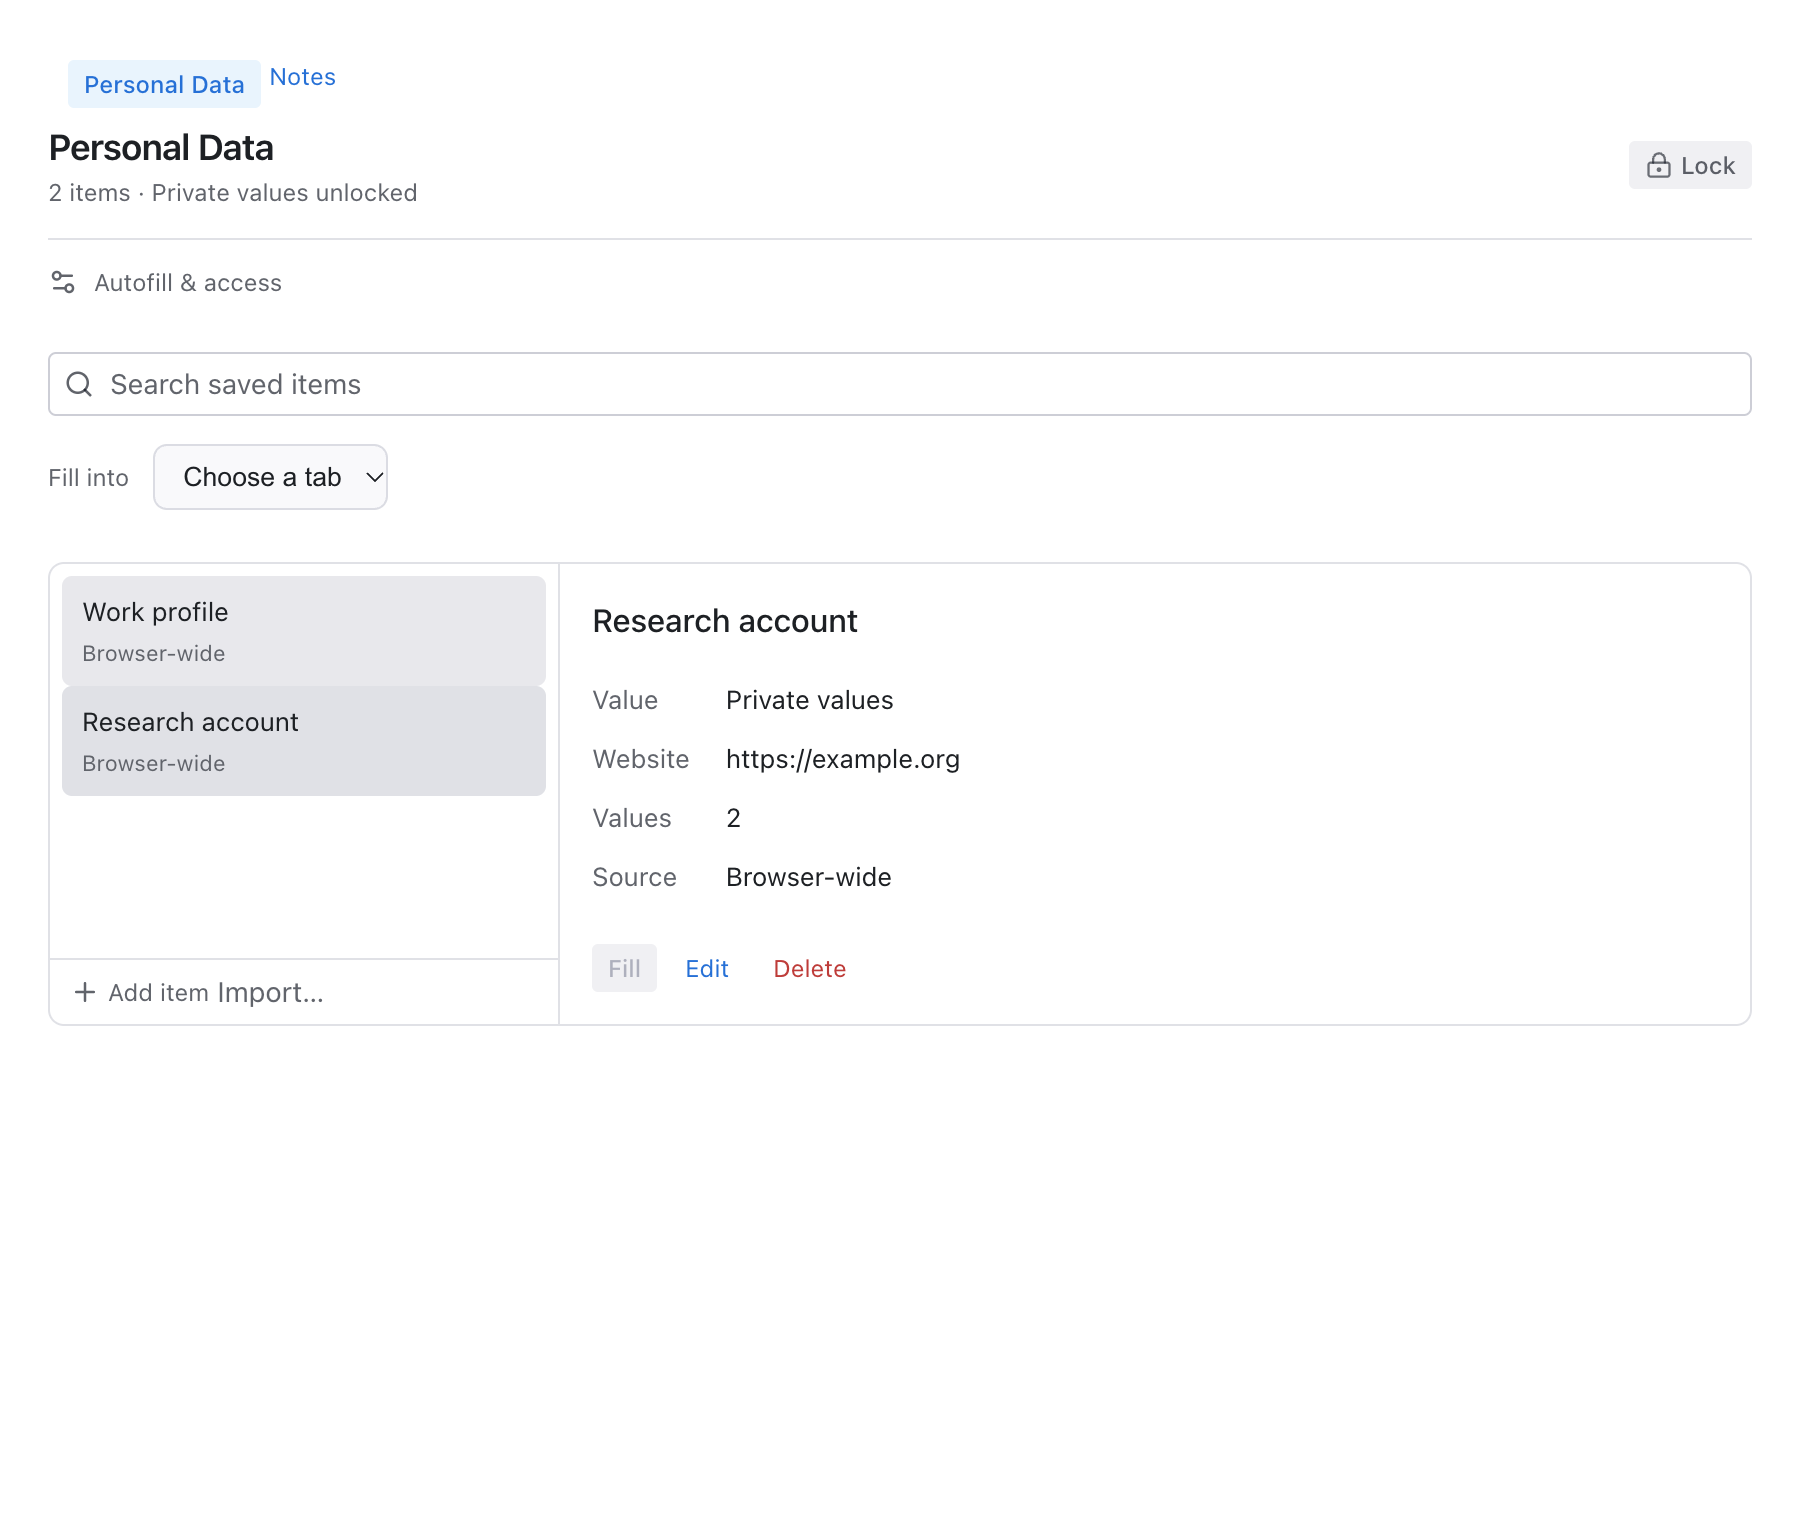 Personal Data Notes
Personal Data
Lock
2 items · Private values unlocked
Autofill & access
Search saved items
Fill into Choose a tab
Work profile
Browser-wide
Research account
Browser-wide
Add item Import...
Research account
Value Private values
Website https://example.org
Values 2
Source Browser-wide
Fill Edit Delete